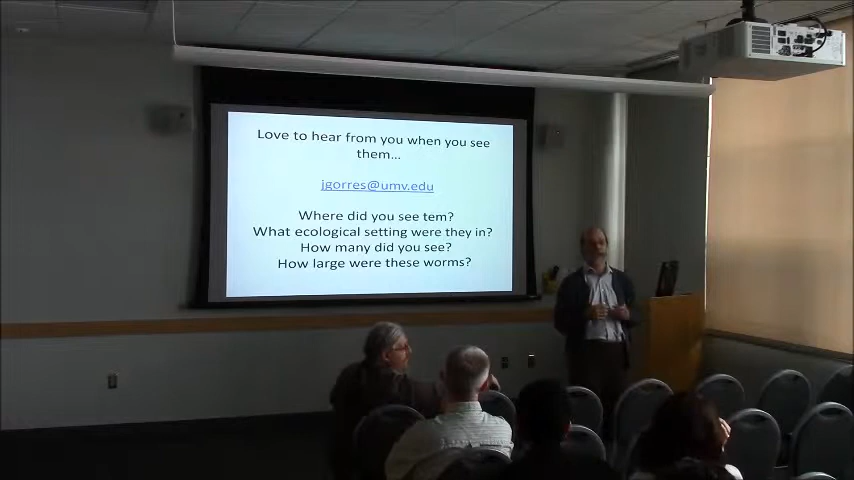 Love to hear from you when you see
them...
jgorres@umv.edu
Where did you see tem?
What ecological setting were they in?
How many did you see?
How large were these worms?